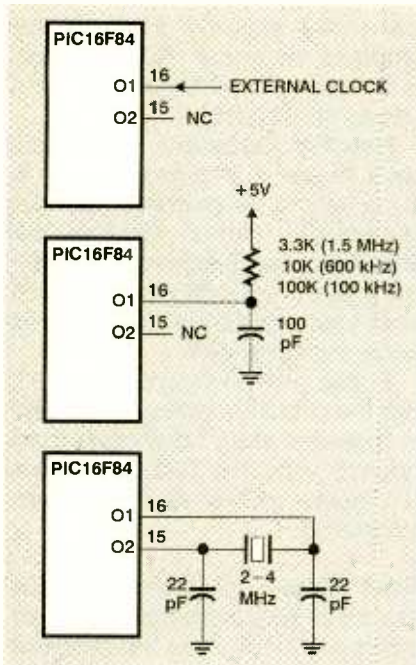 PIC16F84
O1
16
EXTERNAL CLOCK
O2
15
NC
+5V
PIC16F84
3.3K (1.5 MHz)
10K (600 kHz)
100K (100 kHz)
O1
16
O2
15
NC
100
pF
PIC16F84
O1
16
O2
15
22
pF
2-4
MHz
22
pF